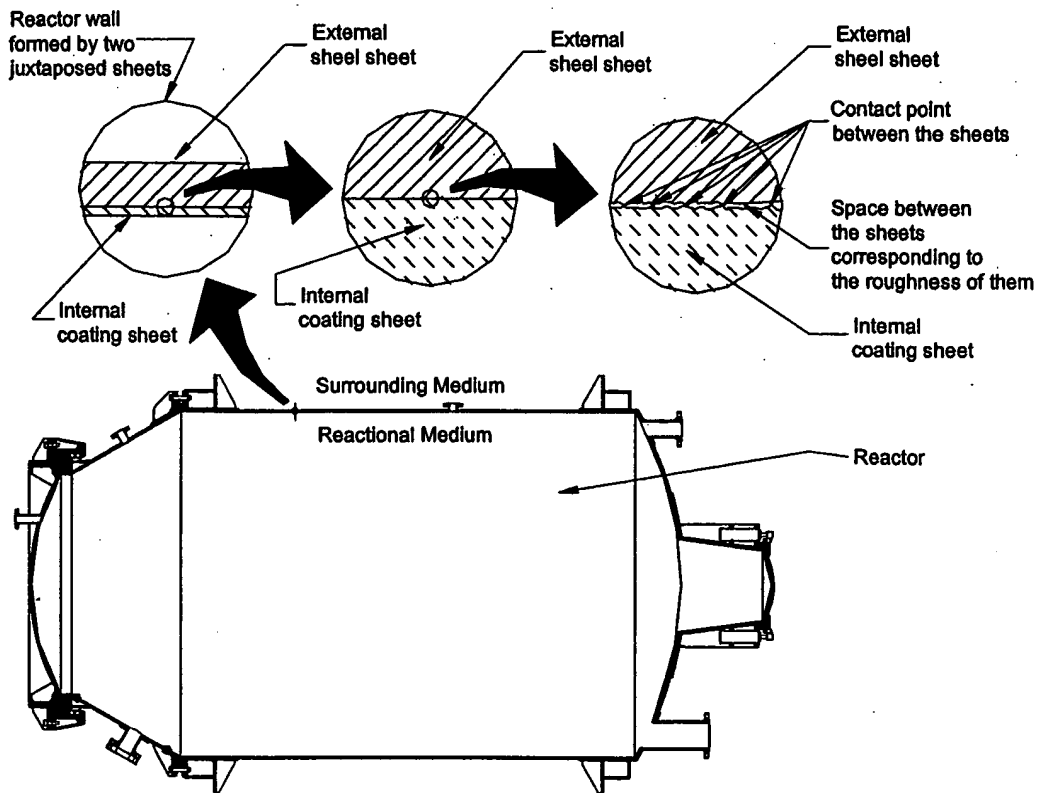 Reactor wall
formed by two
juxtaposed sheets
External
sheel sheet
External
sheel sheet
External
sheel sheet
Contact point
between the sheets
Space between
the sheets
corresponding to
the roughness of them
Internal
coating sheet
Internal
coating sheet
Internal
coating sheet
Surrounding Medium
Reactional Medium
Reactor